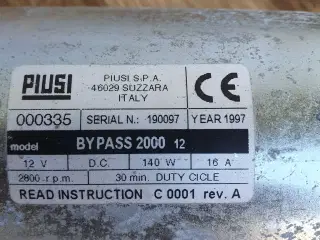 PIUSI
PIUSI S.P.A.
46029 SUZZARA
ITALY
CE
000335 SERIAL N.: 190097 YEAR 1997
model BYPASS 2000 12
12 V D.C. 140 W 16 A
2800 r.p.m. 30 min. DUTY CICLE
READ INSTRUCTION C 0001 rev. A